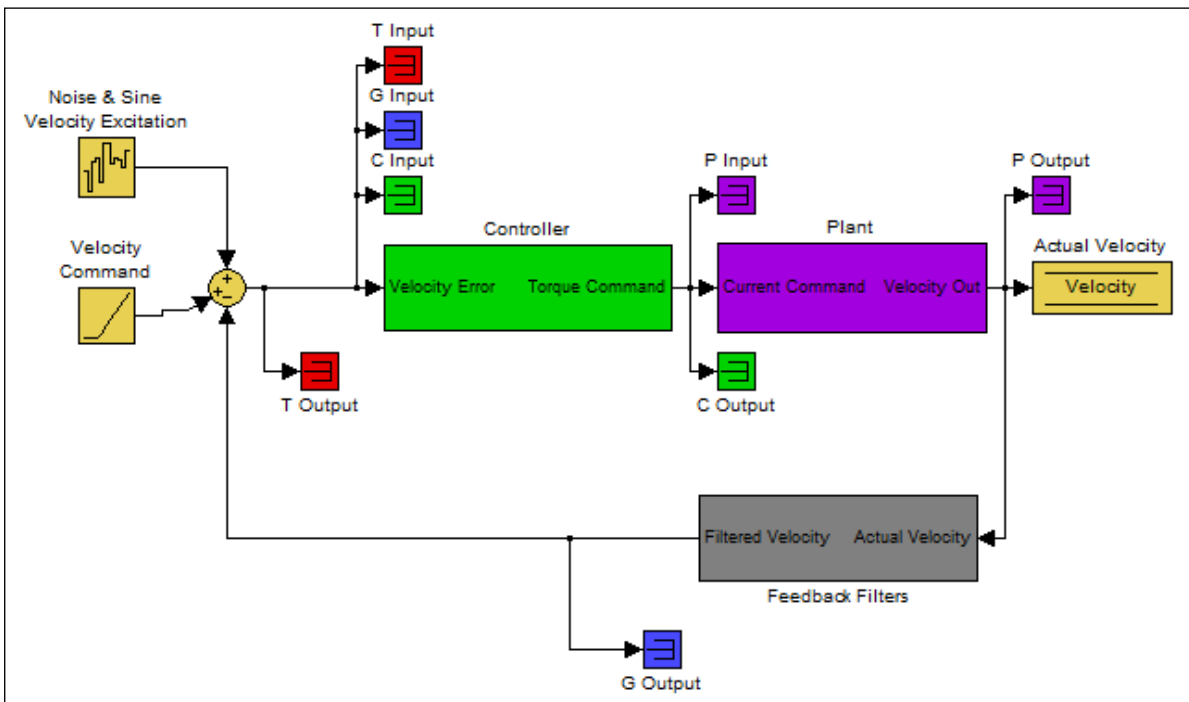 T Input
G Input
Noise & Sine
Velocity Excitation
C Input
P Input
P Output
Controller
Plant
Velocity
Command
Actual Velocity
+
+
−
Velocity Error
Torque Command
Current Command
Velocity Out
Velocity
T Output
C Output
Filtered Velocity
Actual Velocity
Feedback Filters
G Output